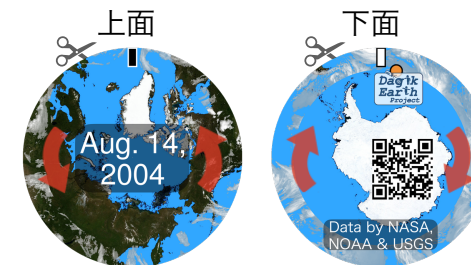 上面
下面
Aug. 14,
2004
Dagik
Earth
Project
Data by NASA,
NOAA & USGS